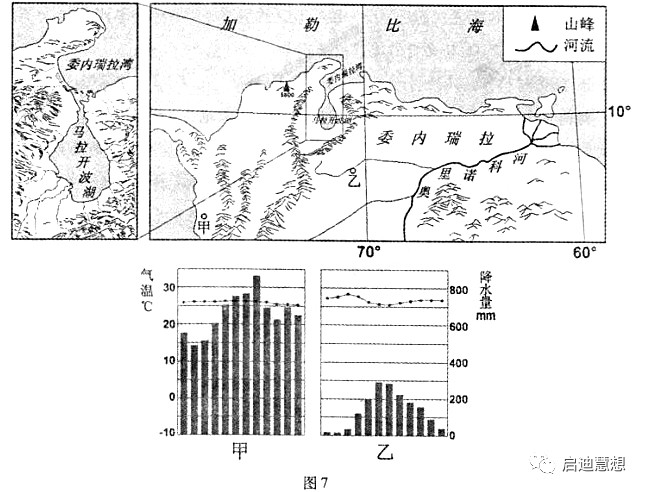 加勒比海
山峰
河流
委内瑞拉湾
马拉开波湖
委内瑞拉湾
5800
马拉开波湖
10°
委内瑞拉
奥里诺科河
甲
乙
70°
60°
气温℃
30
20
10
0
-10
降水量mm
800
600
400
200
0
甲
乙
图 7
启迪慧想